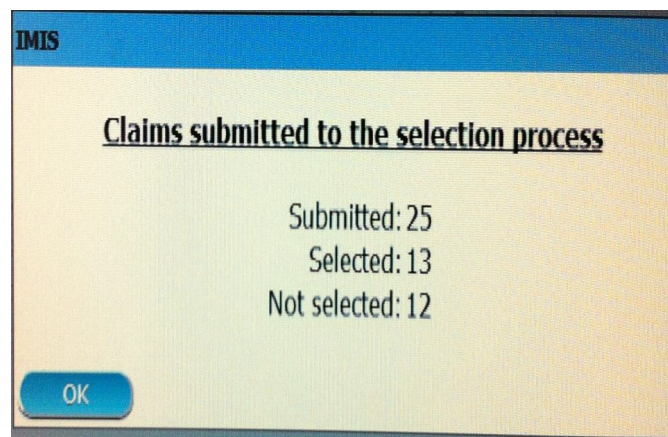 IMIS
Claims submitted to the selection process
Submitted: 25
Selected: 13
Not selected: 12
OK